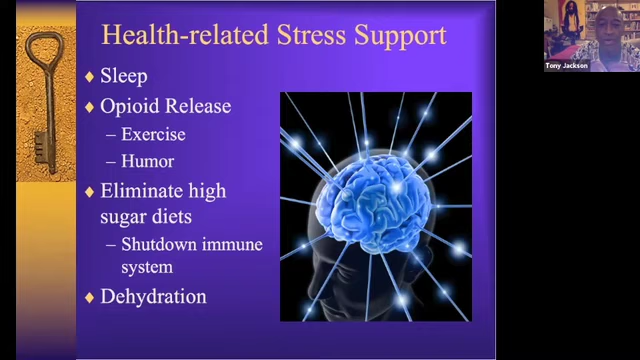 Health-related Stress Support
Sleep
Opioid Release
– Exercise
– Humor
Eliminate high
sugar diets
– Shutdown immune
system
Dehydration
Tony Jackson